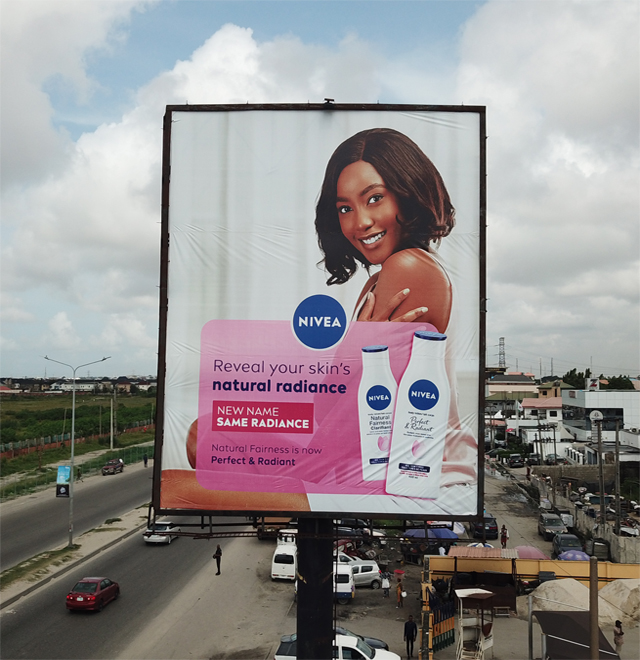 NIVEA
Reveal your skin's
natural radiance
NEW NAME
SAME RADIANCE
Natural Fairness is now
Perfect & Radiant
NIVEA
Natural
Fairness
NIVEA
Perfect
& Radiant